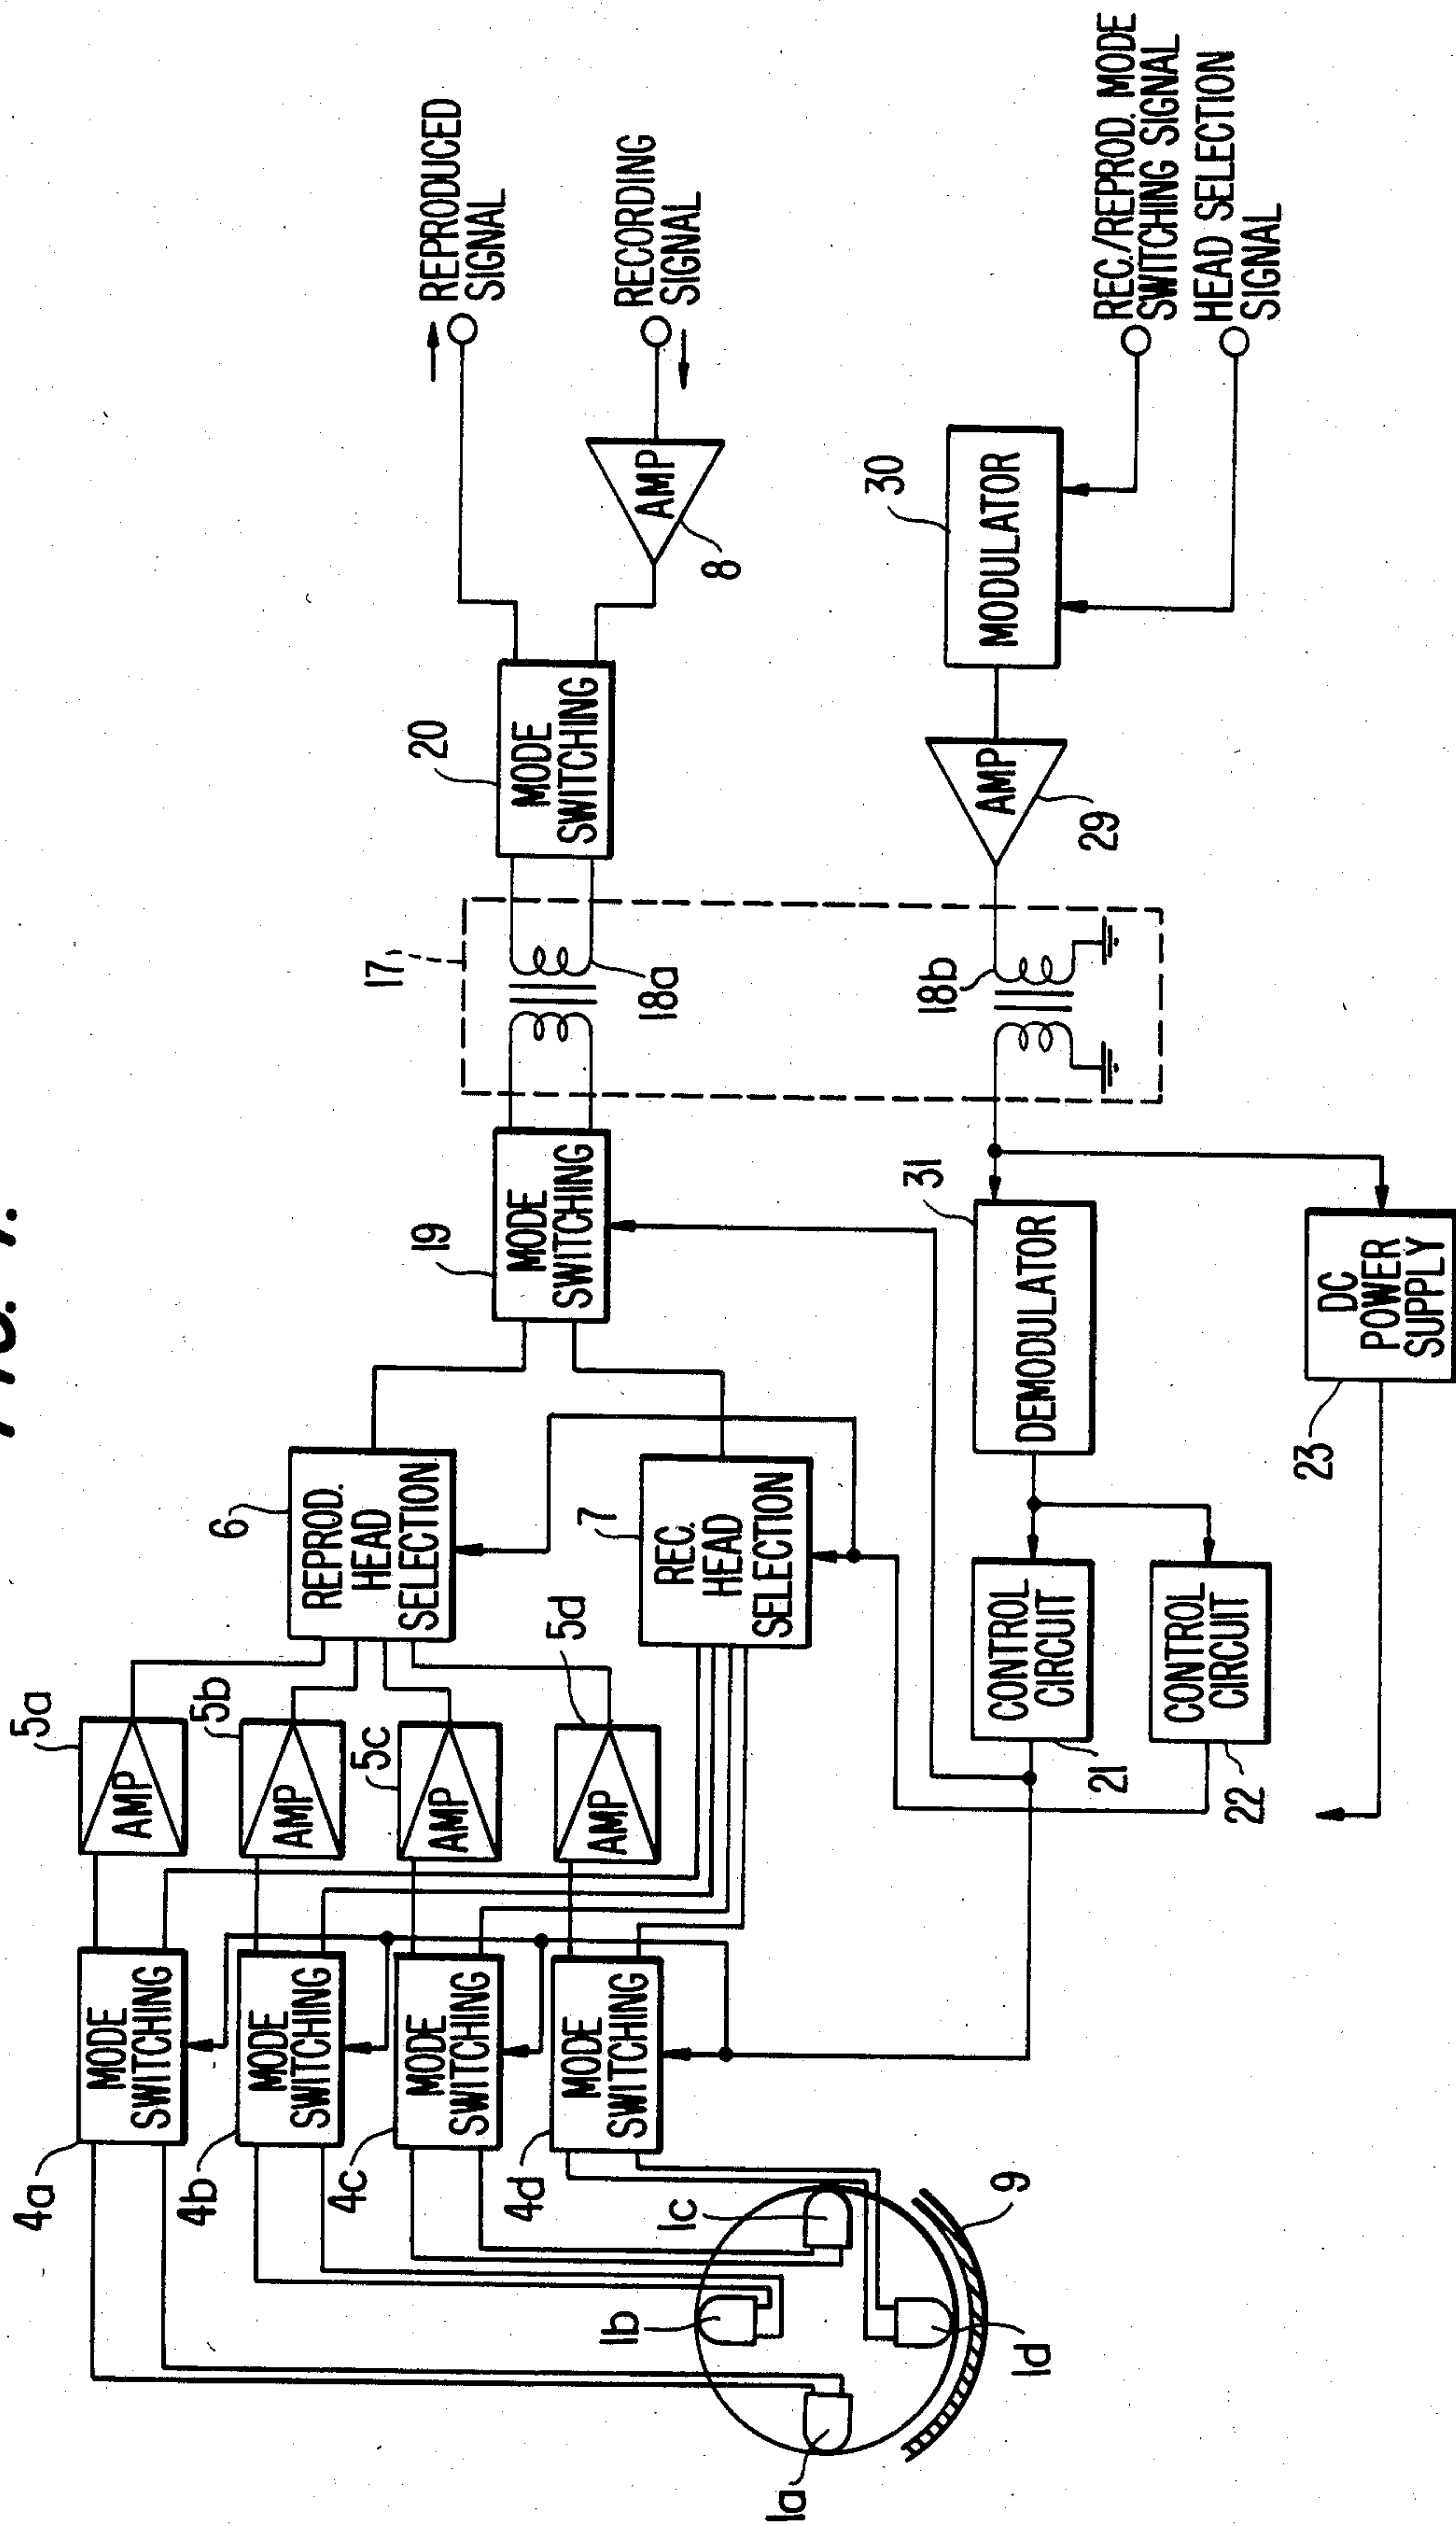 4a
MODE
SWITCHING
5a
AMP
4b
MODE
SWITCHING
5b
AMP
4c
MODE
SWITCHING
5c
AMP
4d
MODE
SWITCHING
5d
AMP
6
REPROD.
HEAD
SELECTION
7
REC.
HEAD
SELECTION
19
MODE
SWITCHING
17
18a
20
MODE
SWITCHING
REPRODUCED
SIGNAL
RECORDING
SIGNAL
AMP
8
1a
1b
1c
1d
9
CONTROL
CIRCUIT
21
CONTROL
CIRCUIT
22
31
DEMODULATOR
DC
POWER
SUPPLY
23
18b
AMP
29
30
MODULATOR
REC./REPROD. MODE
SWITCHING SIGNAL
HEAD SELECTION
SIGNAL